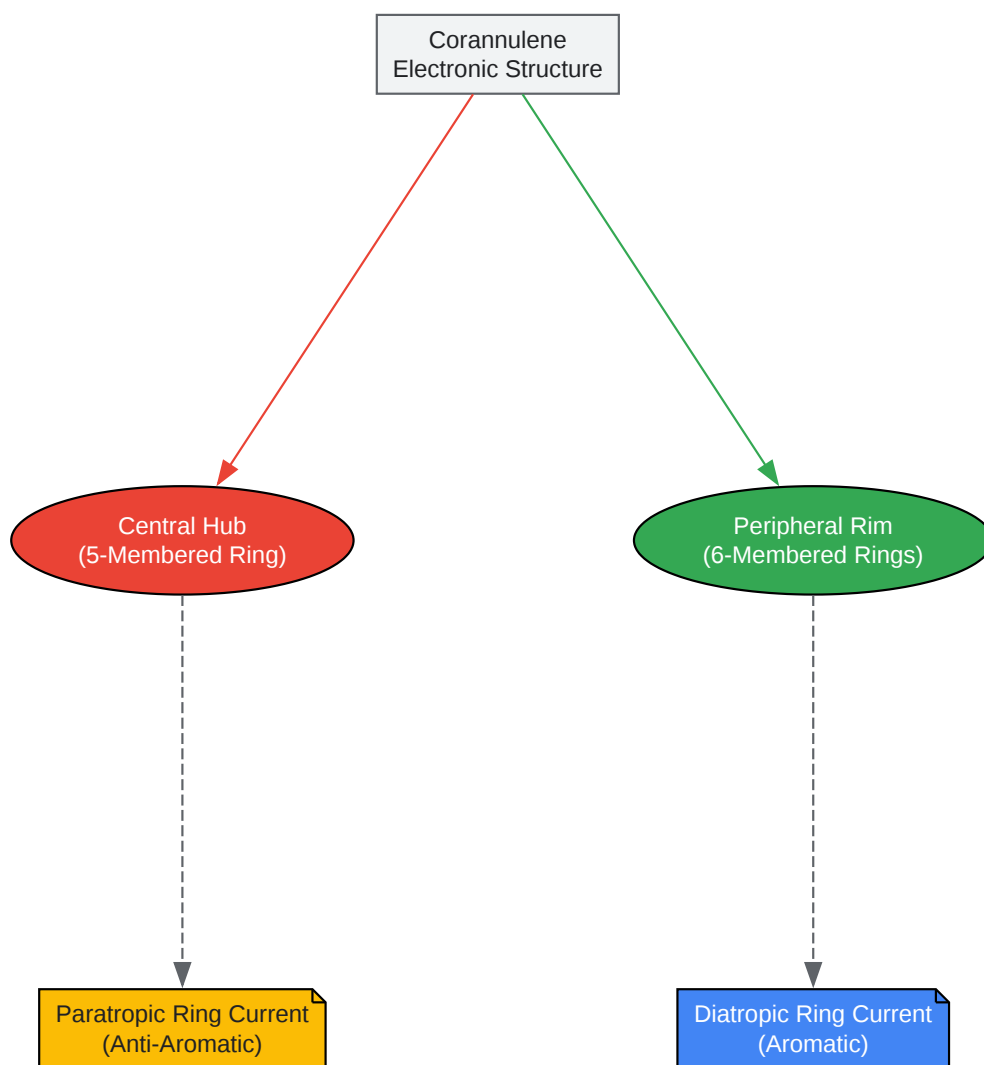 Corannulene
Electronic Structure
Central Hub
(5-Membered Ring)
Peripheral Rim
(6-Membered Rings)
Paratropic Ring Current
(Anti-Aromatic)
Diatropic Ring Current
(Aromatic)